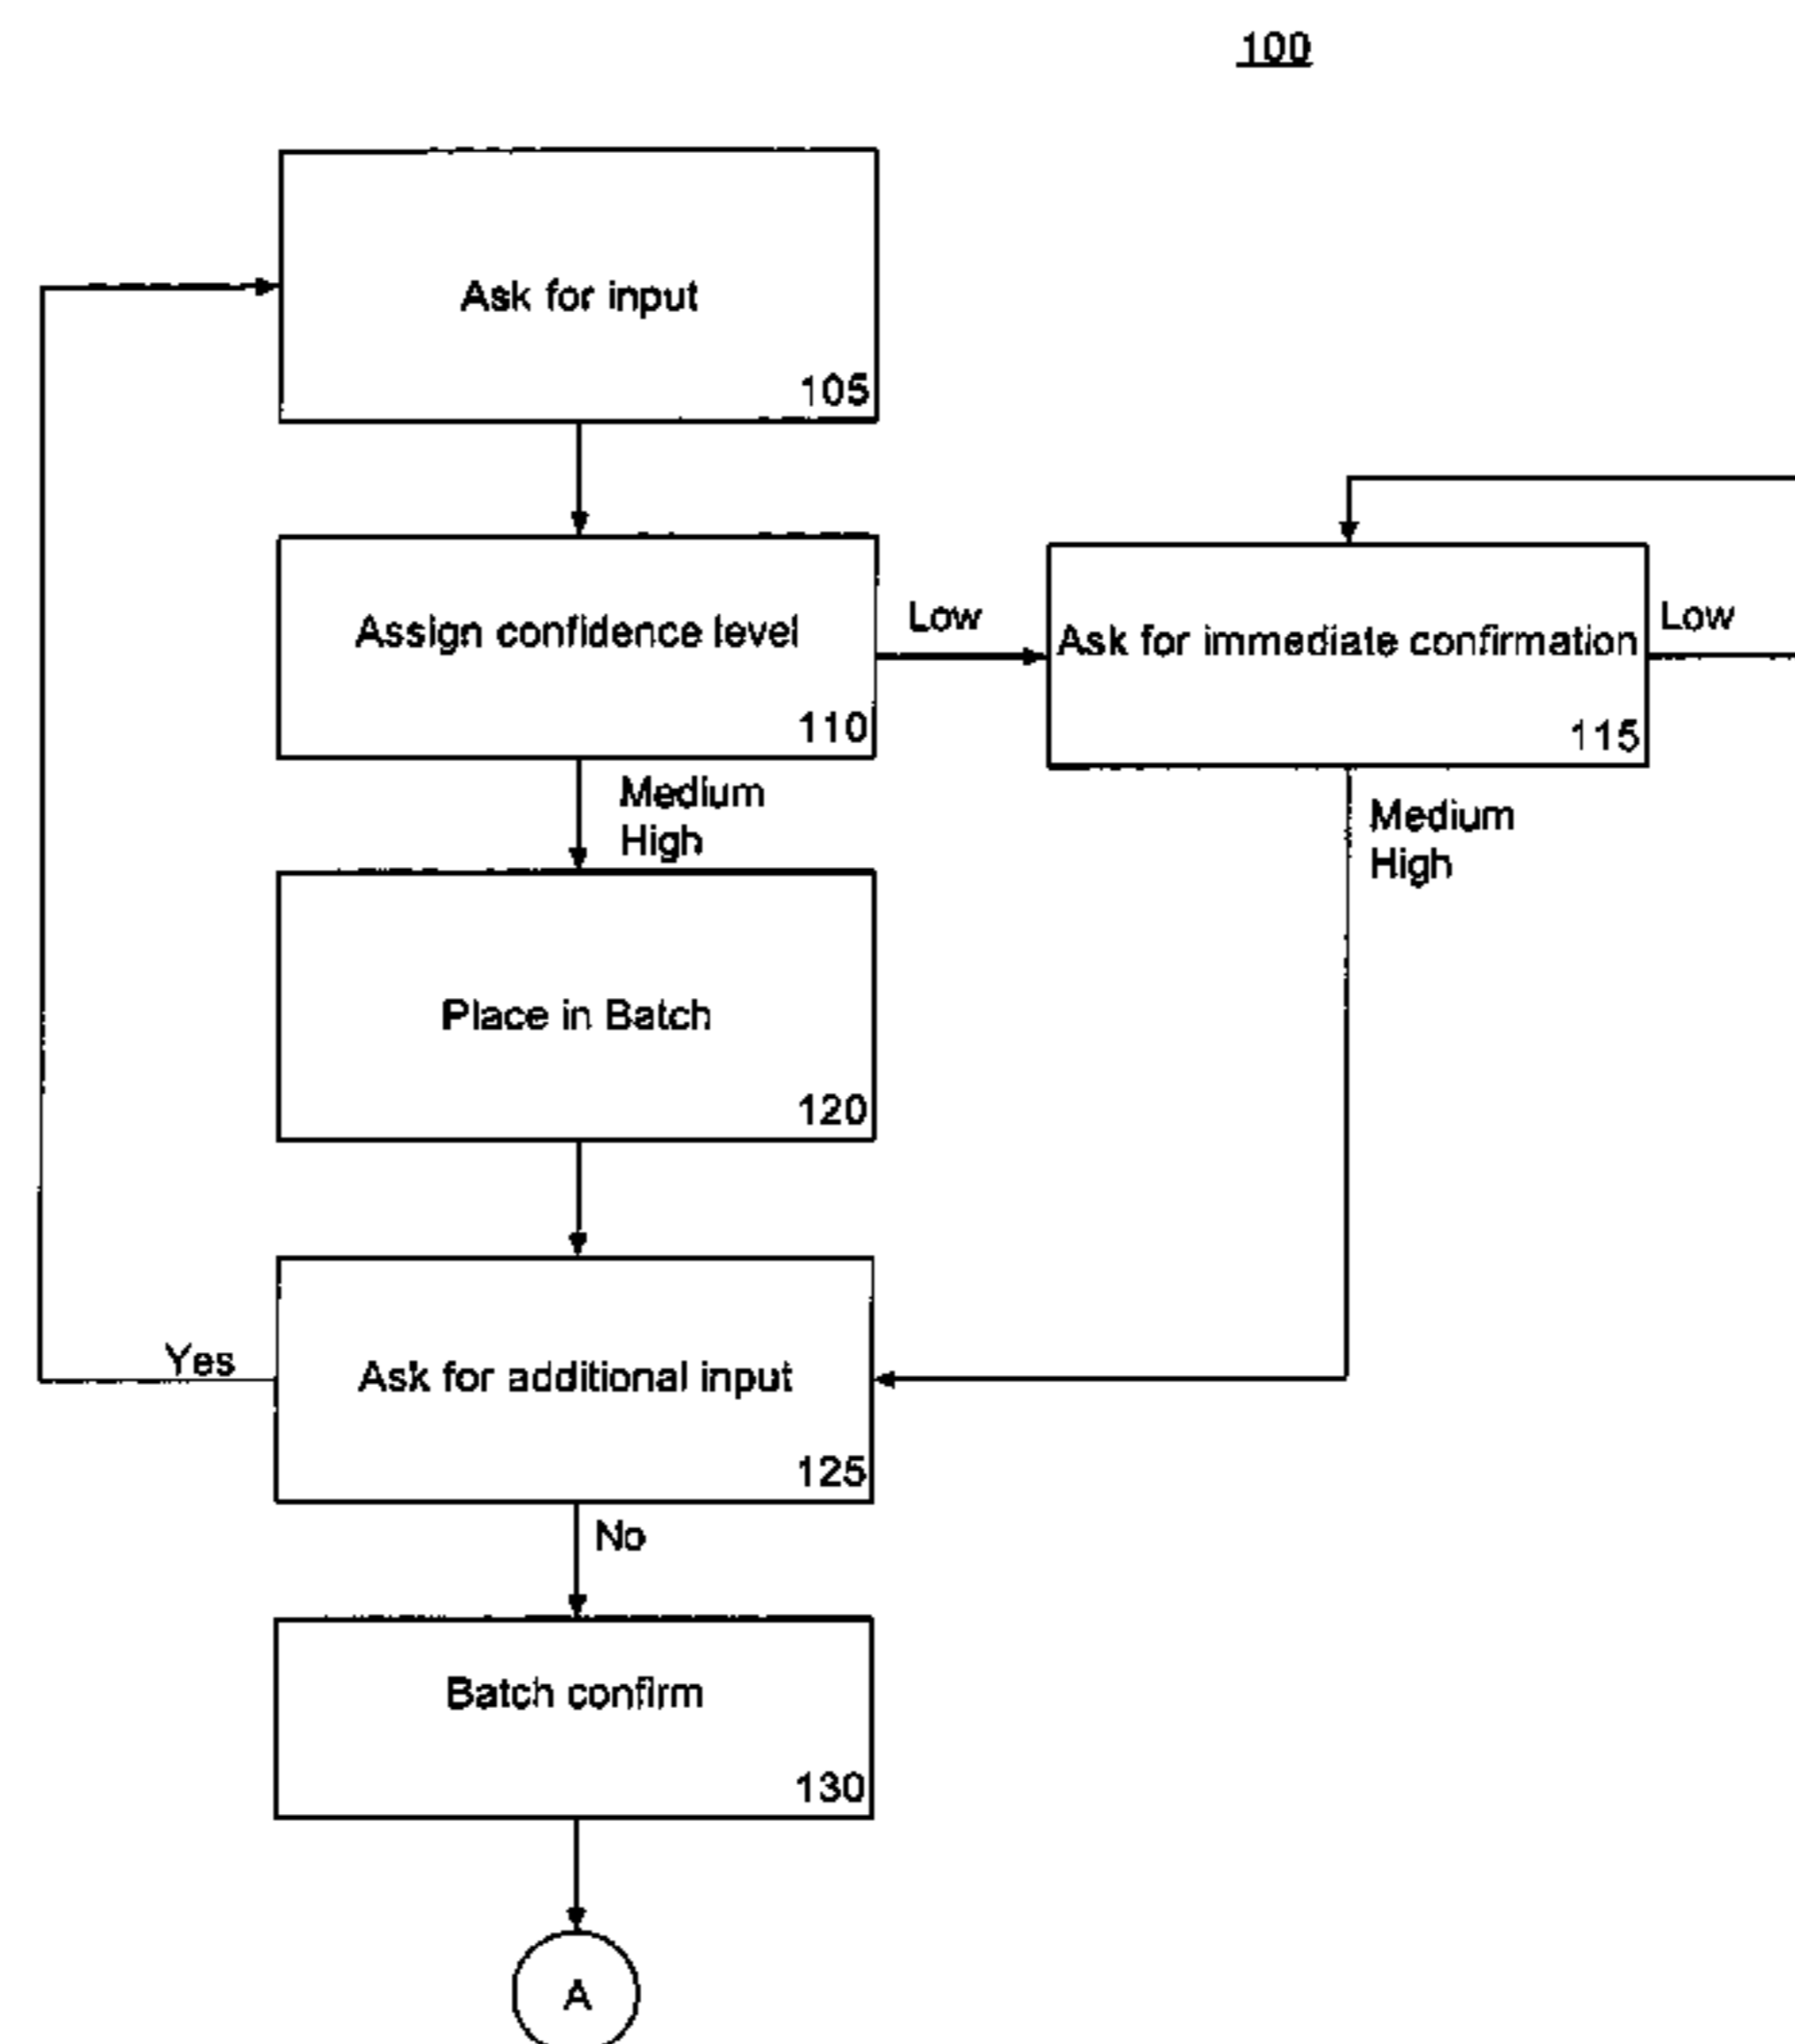 100
Ask for input
105
Assign confidence level
110
Low
Ask for immediate confirmation
115
Low
Medium
High
Medium
High
Place in Batch
120
Yes
Ask for additional input
125
No
Batch confirm
130
A